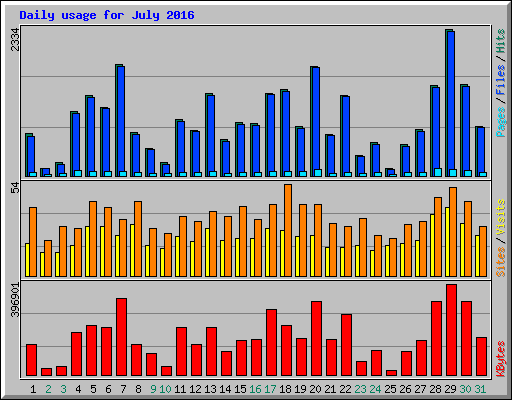 Daily usage for July 2016
2334
54
396901
Pages / Files / Hits
Sites / Visits
KBytes
1 2 3 4 5 6 7 8 9 10 11 12 13 14 15 16 17 18 19 20 21 22 23 24 25 26 27 28 29 30 31